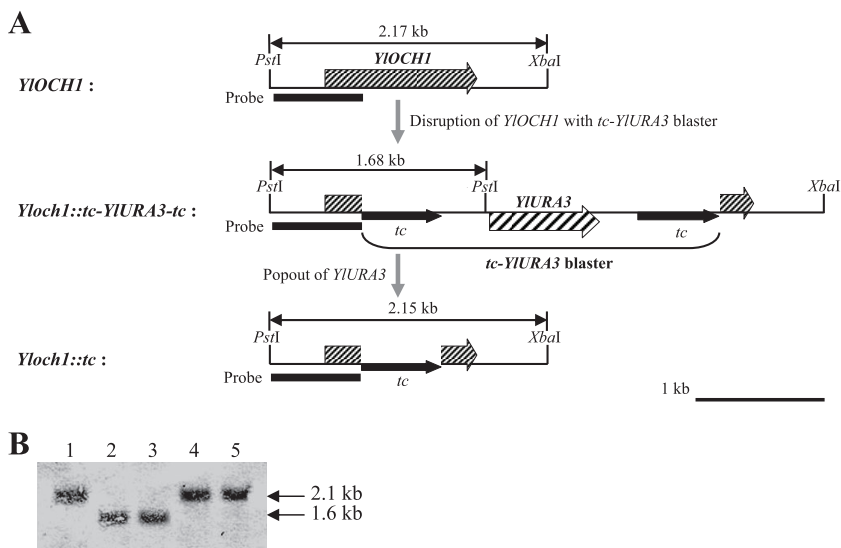 A
2.17 kb
PstI
YlOCH1
XbaI
YlOCH1 :
Probe
Disruption of YlOCH1 with tc-YlURA3 blaster
1.68 kb
PstI
PstI
YlURA3
XbaI
Yloch1::tc-YlURA3-tc :
Probe
tc
tc
tc-YlURA3 blaster
Popout of YlURA3
2.15 kb
PstI
XbaI
Yloch1::tc :
Probe
tc
1 kb
B
1 2 3 4 5
2.1 kb
1.6 kb